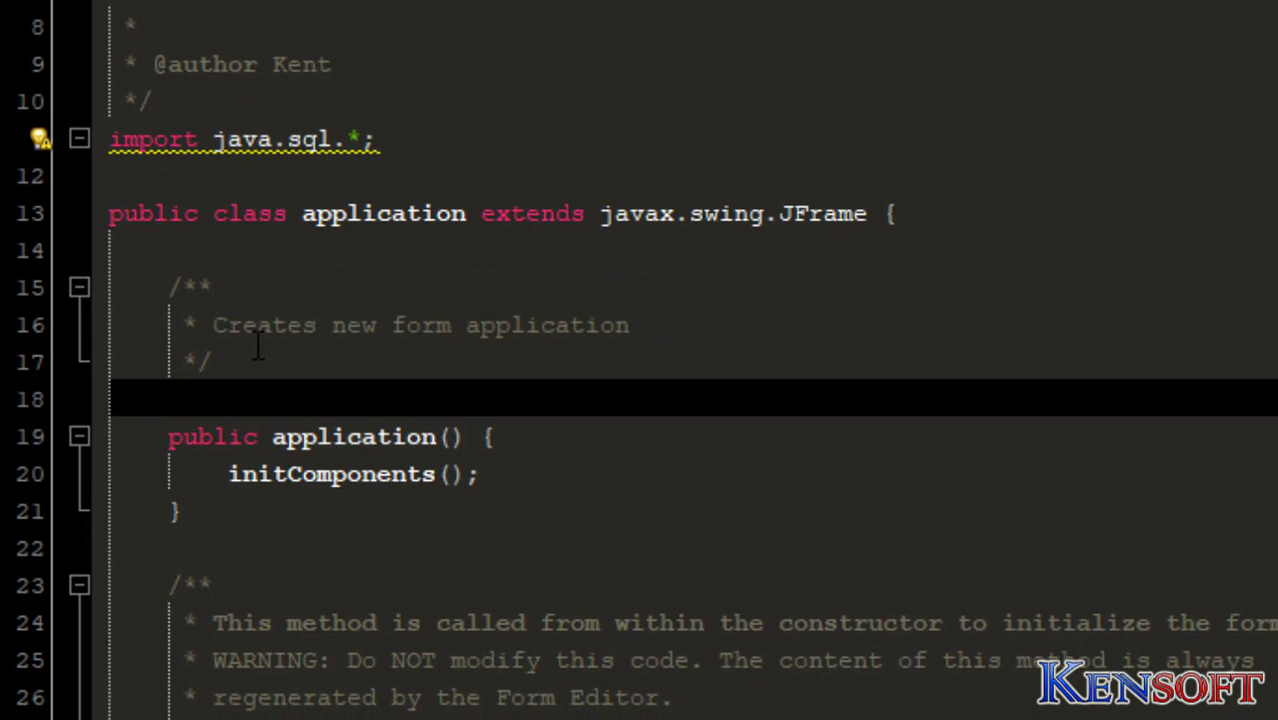 8 *
9 * @author Kent
10 */
import java.sql.*;
12
13 public class application extends javax.swing.JFrame {
14
15 /**
16 * Creates new form application
17 */
18
19 public application() {
20 initComponents();
21 }
22
23 /**
24 * This method is called from within the constructor to initialize the form
25 * WARNING: Do NOT modify this code. The content of this method is always
26 * regenerated by the Form Editor.
KENSOFT